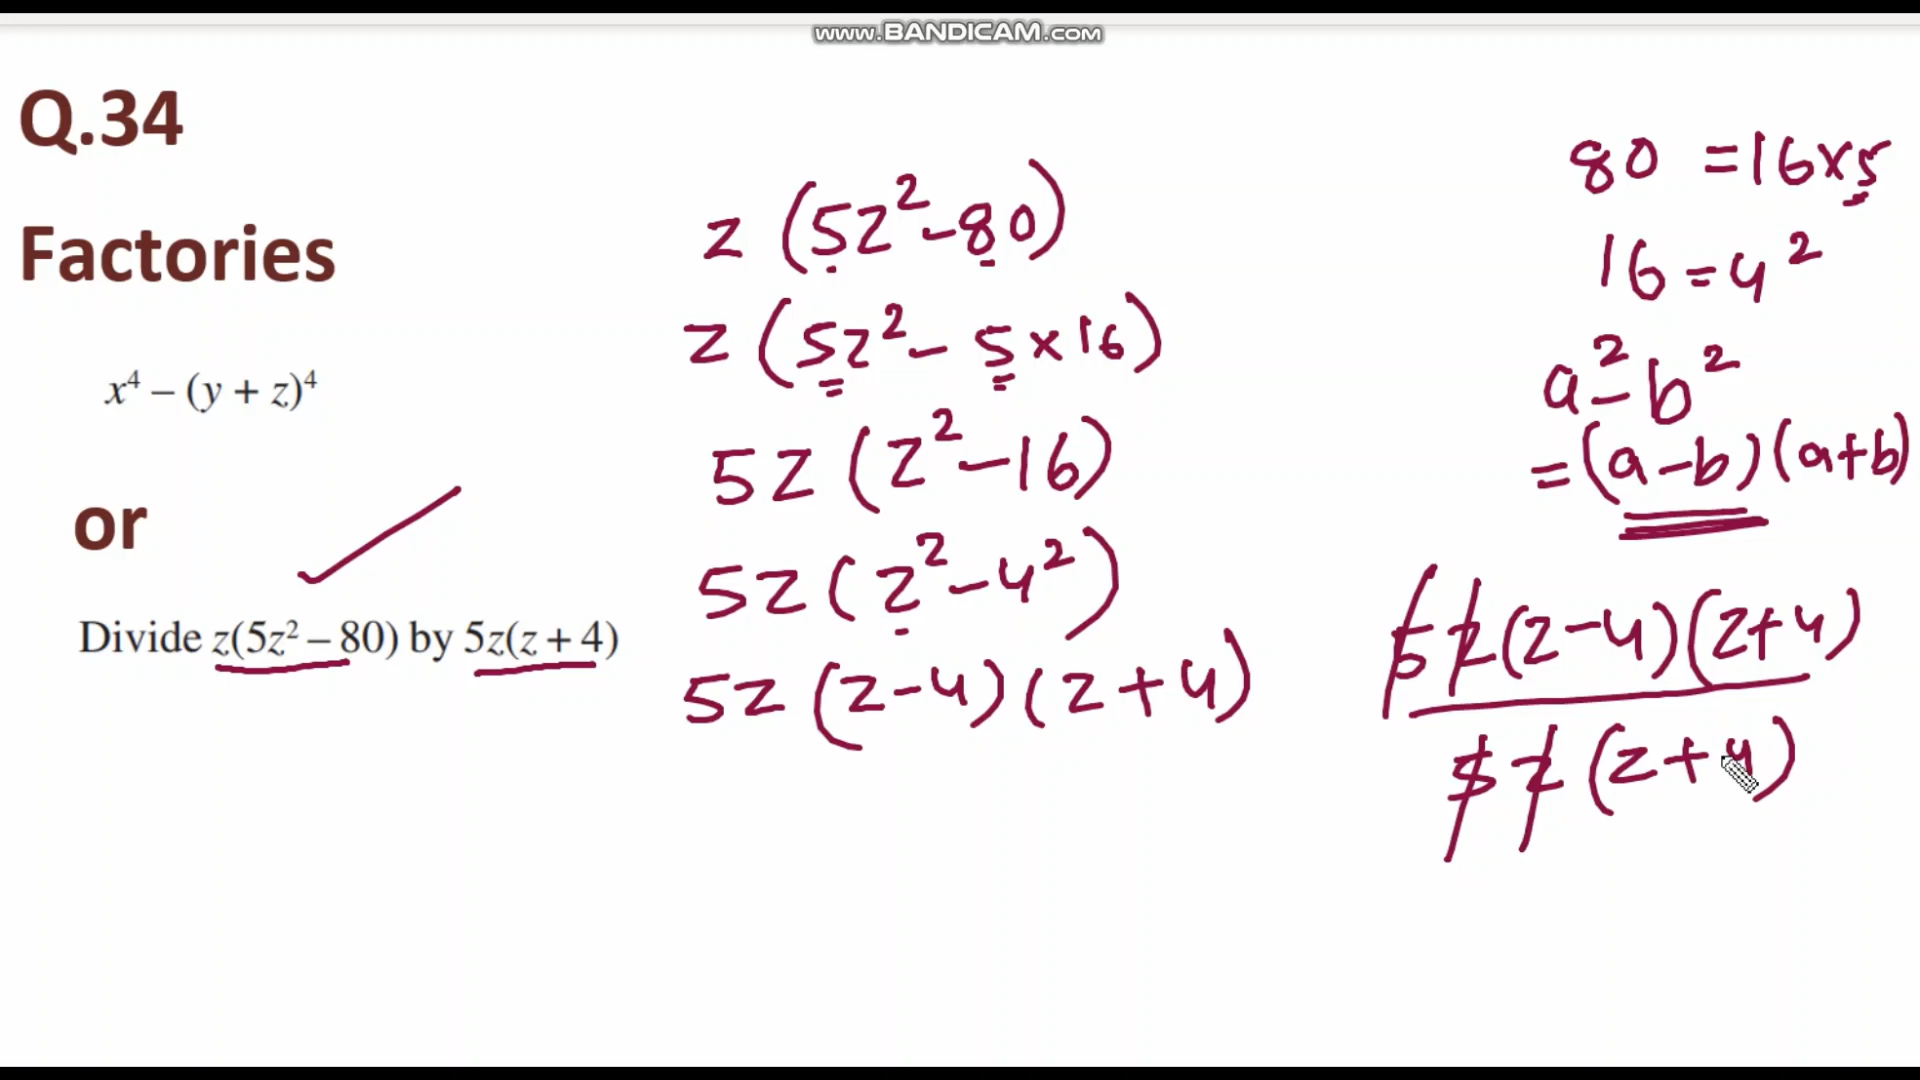 www.BANDICAM.com
Q.34
Factories
x⁴ – (y + z)⁴
or
Divide z(5z² – 80) by 5z(z + 4)
z (5z² - 80)
z (5z² - 5 × 16)
5z (z² - 16)
5z (z² - 4²)
5z (z - 4) (z + 4)
80 = 16 × 5
16 = 4²
a² - b²
= (a - b) (a + b)
5 z (z - 4) (z + 4)
5 z (z + 4)